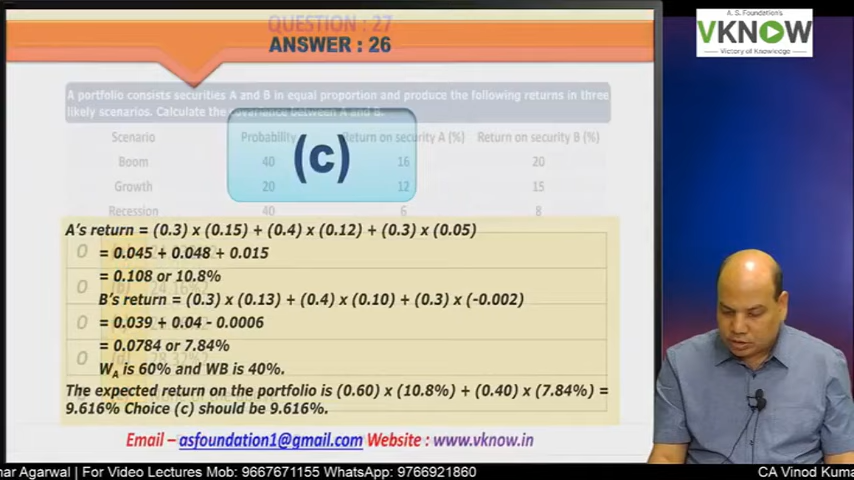 QUESTION : 27
ANSWER : 26
A. S. Foundation's
VKNOW
Victory of Knowledge
A portfolio consists securities A and B in equal proportion and produce the following returns in three
likely scenarios. Calculate the covariance between A and B.
Scenario Probability Return on security A (%) Return on security B (%)
Boom 40 16 20
Growth 20 12 15
Recession 40 6 8
(c)
A's return = (0.3) x (0.15) + (0.4) x (0.12) + (0.3) x (0.05)
= 0.045 + 0.048 + 0.015
= 0.108 or 10.8%
B's return = (0.3) x (0.13) + (0.4) x (0.10) + (0.3) x (-0.002)
= 0.039 + 0.04 - 0.0006
= 0.0784 or 7.84%
WA is 60% and WB is 40%.
The expected return on the portfolio is (0.60) x (10.8%) + (0.40) x (7.84%) =
9.616% Choice (c) should be 9.616%.
Email – asfoundation1@gmail.com Website : www.vknow.in
nar Agarwal | For Video Lectures Mob: 9667671155 WhatsApp: 9766921860 CA Vinod Kuma